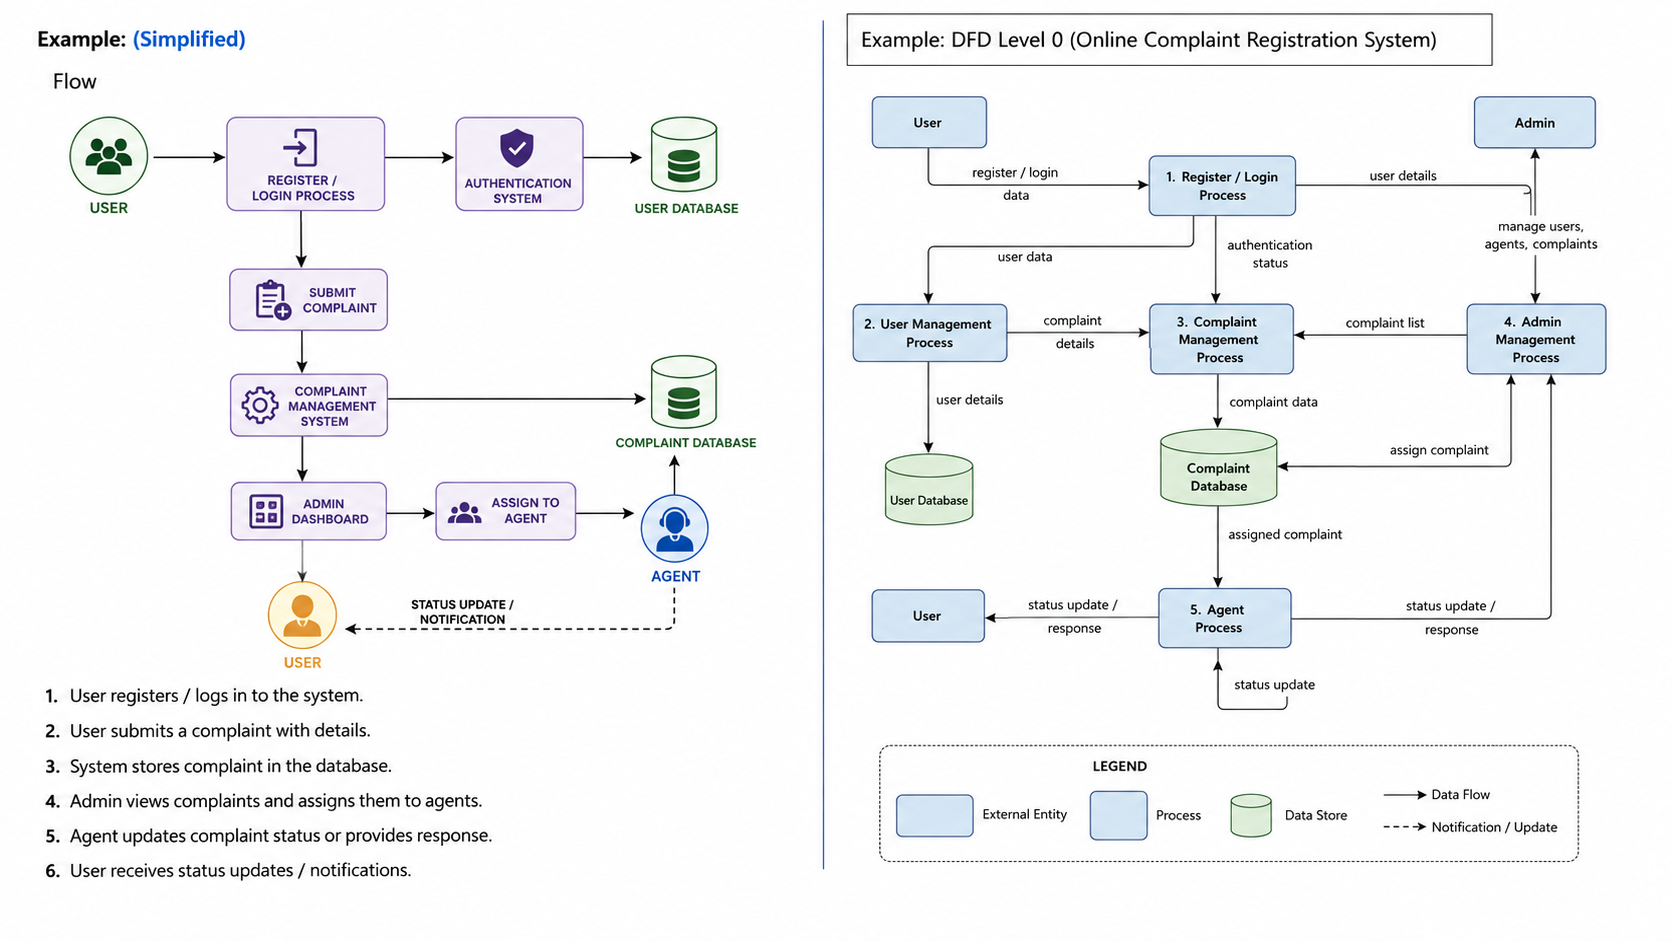 Example: (Simplified)
Flow
USER
REGISTER /
LOGIN PROCESS
AUTHENTICATION
SYSTEM
USER DATABASE
SUBMIT
COMPLAINT
COMPLAINT
MANAGEMENT
SYSTEM
COMPLAINT DATABASE
ADMIN
DASHBOARD
ASSIGN TO
AGENT
AGENT
STATUS UPDATE /
NOTIFICATION
USER
1. User registers / logs in to the system.
2. User submits a complaint with details.
3. System stores complaint in the database.
4. Admin views complaints and assigns them to agents.
5. Agent updates complaint status or provides response.
6. User receives status updates / notifications.
Example: DFD Level 0 (Online Complaint Registration System)
User
Admin
register / login
data
1. Register / Login
Process
user details
manage users,
agents, complaints
user data
authentication
status
2. User Management
Process
complaint
details
3. Complaint
Management
Process
complaint list
4. Admin
Management
Process
user details
complaint data
assign complaint
User Database
Complaint
Database
assigned complaint
User
status update /
response
5. Agent
Process
status update /
response
status update
LEGEND
External Entity
Process
Data Store
Data Flow
Notification / Update